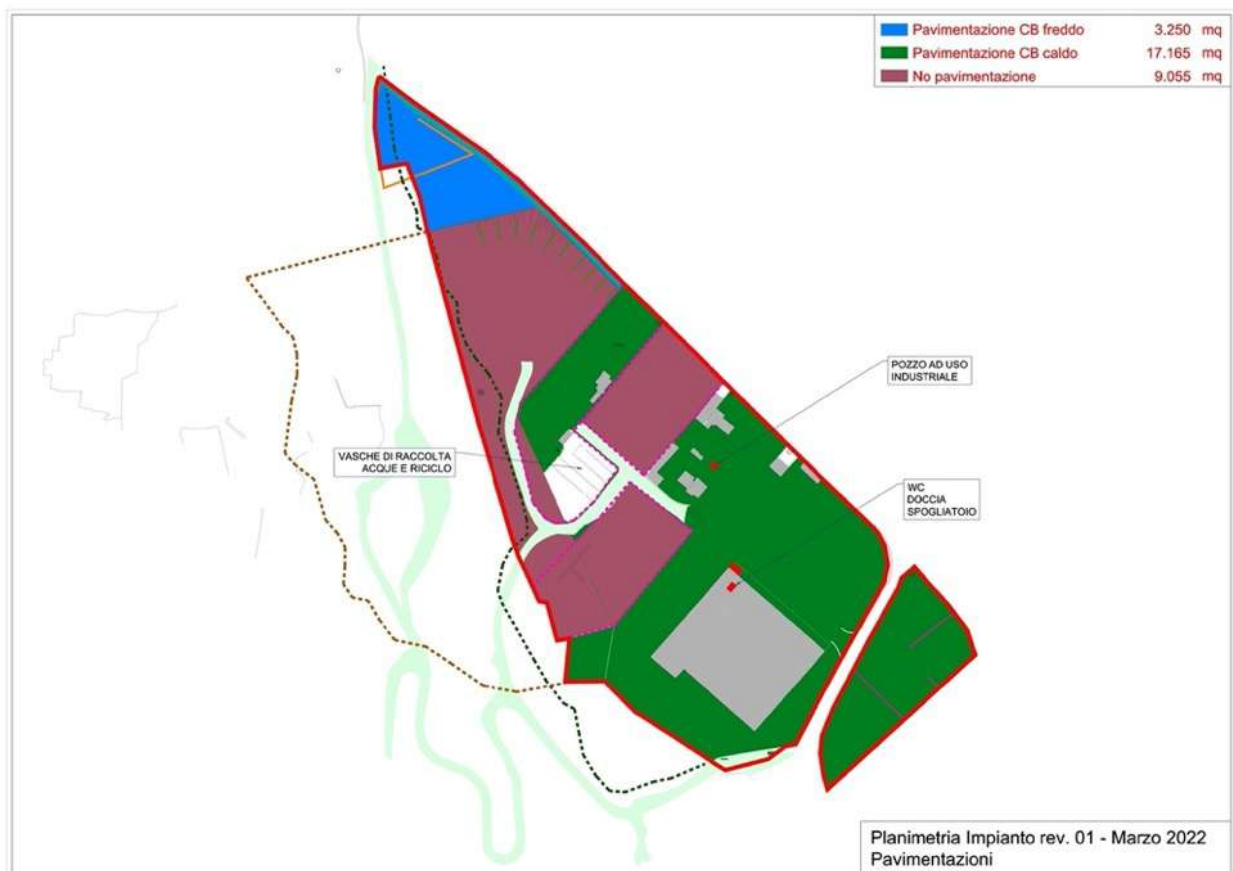 Pavimentazione CB freddo 3.250 mq
Pavimentazione CB caldo 17.165 mq
No pavimentazione 9.055 mq
POZZO AD USO
INDUSTRIALE
VASCHE DI RACCOLTA
ACQUE E RICICLO
WC
DOCCIA
SPOGLIATOIO
Planimetria Impianto rev. 01 - Marzo 2022
Pavimentazioni